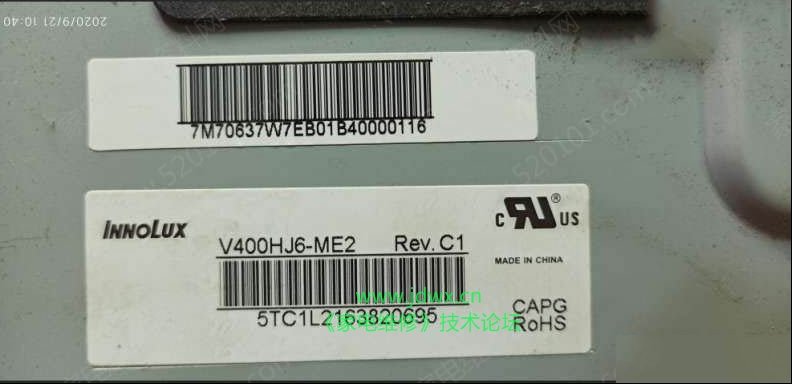 2020/9/21 10:40
7M70637W7EB01B40000116
INNOLUX
V400HJ6-ME2 Rev.C1
C UR® US
MADE IN CHINA
www.jdwx.cn
5TC1L2163820695
《家电维修》技术论坛
CAPG
RoHS